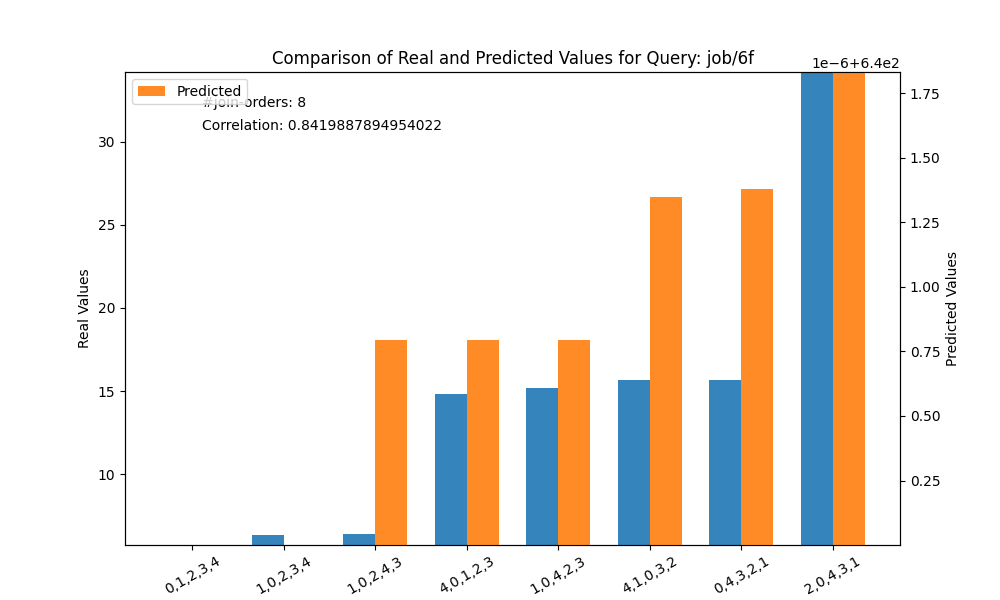 Comparison of Real and Predicted Values for Query: job/6f
1e−6+6.4e2
Predicted
#join-orders: 8
Correlation: 0.8419887894954022
30
25
20
15
10
Real Values
1.75
1.50
1.25
1.00
0.75
0.50
0.25
Predicted Values
0,1,2,3,4
1,0,2,3,4
1,0,2,4,3
4,0,1,2,3
1,0,4,2,3
4,1,0,3,2
0,4,3,2,1
2,0,4,3,1